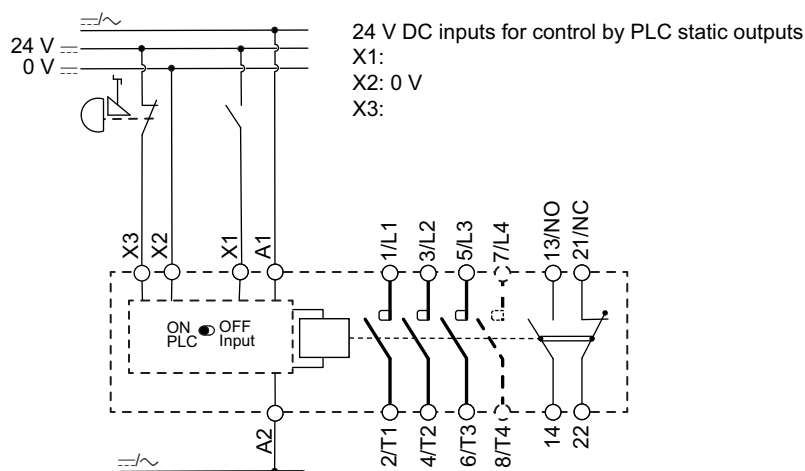 24 V DC inputs for control by PLC static outputs
X1:
X2: 0 V
X3:
24 V
0 V
X3
X2
X1
A1
1/L1
3/L2
5/L3
7/L4
13/NO
21/NC
ON OFF
PLC Input
A2
2/T1
4/T2
6/T3
8/T4
14
22